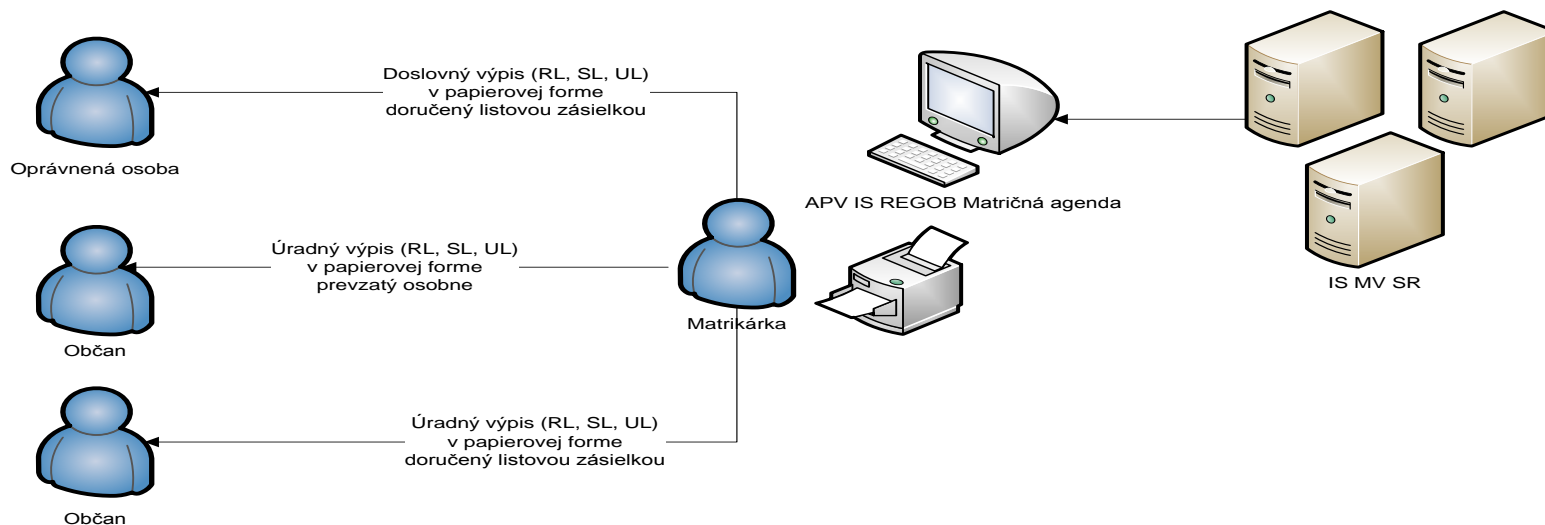 Doslovný výpis (RL, SL, UL)
v papierovej forme
doručený listovou zásielkou
Oprávnená osoba
APV IS REGOB Matričná agenda
IS MV SR
Úradný výpis (RL, SL, UL)
v papierovej forme
prevzatý osobne
Matrikárka
Občan
Úradný výpis (RL, SL, UL)
v papierovej forme
doručený listovou zásielkou
Občan